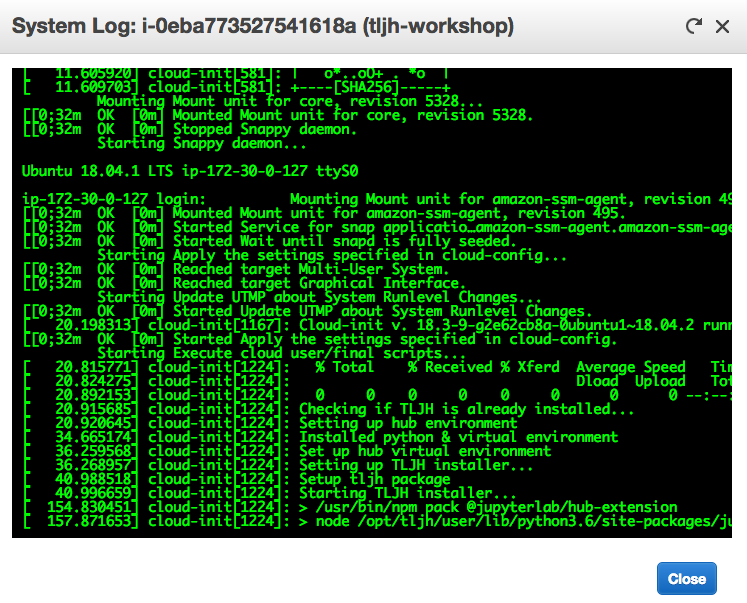 System Log: i-0eba773527541618a (tljh-workshop)
[   11.605920] cloud-init[581]: |   o*..oO+ . *o  |
[   11.609703] cloud-init[581]: +----[SHA256]-----+
Mounting Mount unit for core, revision 5328...
[[0;32m  OK  [0m] Mounted Mount unit for core, revision 5328.
[[0;32m  OK  [0m] Stopped Snappy daemon.
Starting Snappy daemon...
Ubuntu 18.04.1 LTS ip-172-30-0-127 ttyS0
ip-172-30-0-127 login:          Mounting Mount unit for amazon-ssm-agent, revision 49
[[0;32m  OK  [0m] Mounted Mount unit for amazon-ssm-agent, revision 495.
[[0;32m  OK  [0m] Started Service for snap applicatio…amazon-ssm-agent.amazon-ssm-age
[[0;32m  OK  [0m] Started Wait until snapd is fully seeded.
Starting Apply the settings specified in cloud-config...
[[0;32m  OK  [0m] Reached target Multi-User System.
[[0;32m  OK  [0m] Reached target Graphical Interface.
Starting Update UTMP about System Runlevel Changes...
[[0;32m  OK  [0m] Started Update UTMP about System Runlevel Changes.
[   20.198313] cloud-init[1167]: Cloud-init v. 18.3-9-g2e62cb8a-0ubuntu1~18.04.2 runn
[[0;32m  OK  [0m] Started Apply the settings specified in cloud-config.
Starting Execute cloud user/final scripts...
[   20.815771] cloud-init[1224]:   % Total    % Received % Xferd  Average Speed   Tim
[   20.824275] cloud-init[1224]:                                  Dload  Upload   Tot
[   20.892153] cloud-init[1224]:   0     0    0     0    0     0      0      0 --:--:
[   20.915685] cloud-init[1224]: Checking if TLJH is already installed...
[   20.920645] cloud-init[1224]: Setting up hub environment
[   34.665174] cloud-init[1224]: Installed python & virtual environment
[   36.259568] cloud-init[1224]: Set up hub virtual environment
[   36.268957] cloud-init[1224]: Setting up TLJH installer...
[   40.988518] cloud-init[1224]: Setup tljh package
[   40.996659] cloud-init[1224]: Starting TLJH installer...
[  154.830451] cloud-init[1224]: > /usr/bin/npm pack @jupyterlab/hub-extension
[  157.871653] cloud-init[1224]: > node /opt/tljh/user/lib/python3.6/site-packages/ju
Close